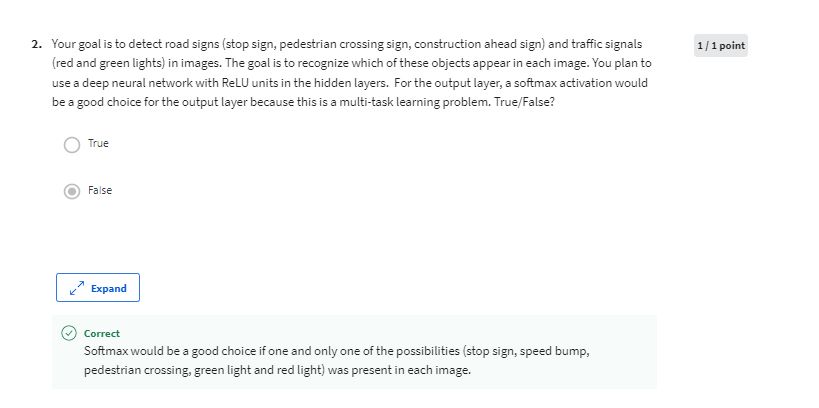 2. Your goal is to detect road signs (stop sign, pedestrian crossing sign, construction ahead sign) and traffic signals
1 / 1 point
(red and green lights) in images. The goal is to recognize which of these objects appear in each image. You plan to
use a deep neural network with ReLU units in the hidden layers. For the output layer, a softmax activation would
be a good choice for the output layer because this is a multi-task learning problem. True/False?
True
False
Expand
Correct
Softmax would be a good choice if one and only one of the possibilities (stop sign, speed bump,
pedestrian crossing, green light and red light) was present in each image.